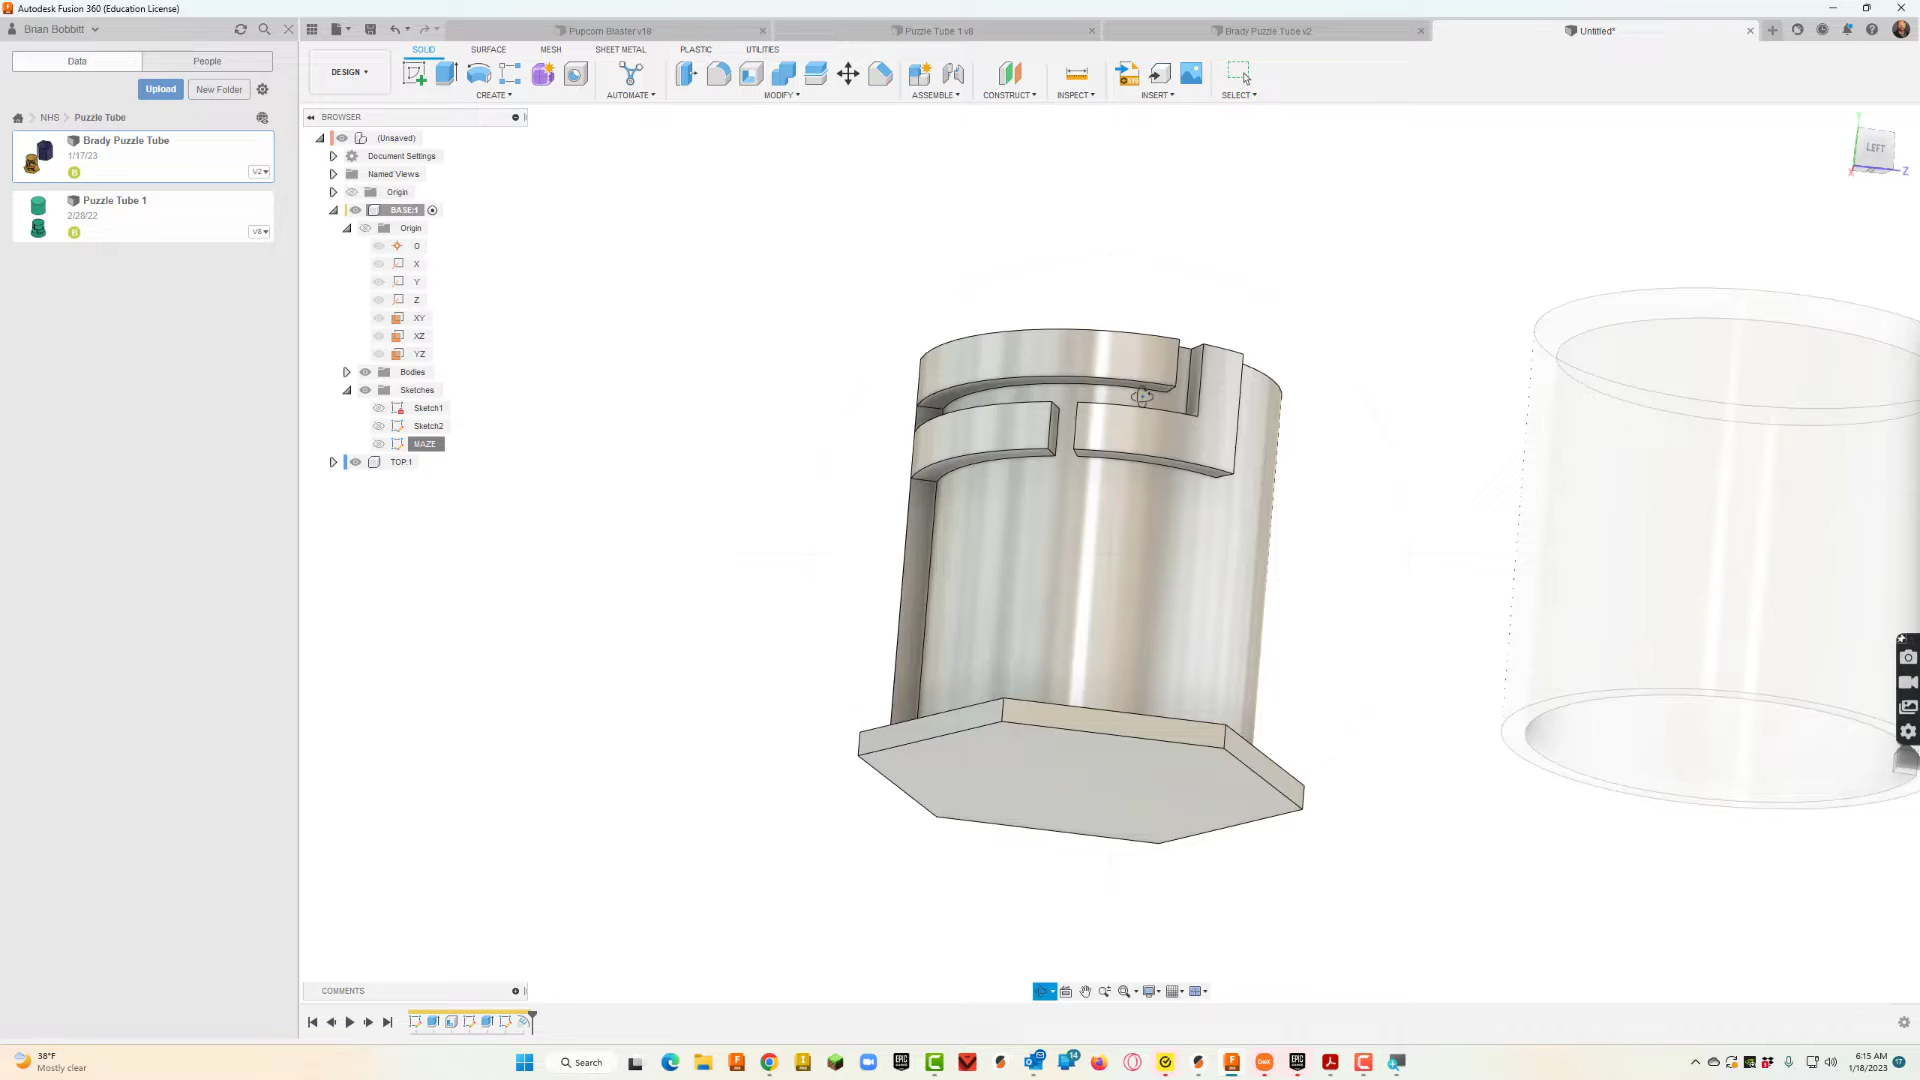 Autodesk Fusion 360 (Education License)
Brian Bobbitt
Pupcorn Blaster v18
Puzzle Tube 1 v8
Brady Puzzle Tube v2
Untitled*
Data
People
Upload
New Folder
NHS
Puzzle Tube
Brady Puzzle Tube
1/17/23
V2
Puzzle Tube 1
2/28/22
V8
DESIGN
SOLID
SURFACE
MESH
SHEET METAL
PLASTIC
UTILITIES
CREATE
AUTOMATE
MODIFY
ASSEMBLE
CONSTRUCT
INSPECT
INSERT
SELECT
BROWSER
(Unsaved)
Document Settings
Named Views
Origin
BASE:1
Origin
O
X
Y
Z
XY
XZ
YZ
Bodies
Sketches
Sketch1
Sketch2
MAZE
TOP:1
LEFT
X
Z
COMMENTS
38°F
Mostly clear
Search
14
6:15 AM
1/18/2023
17